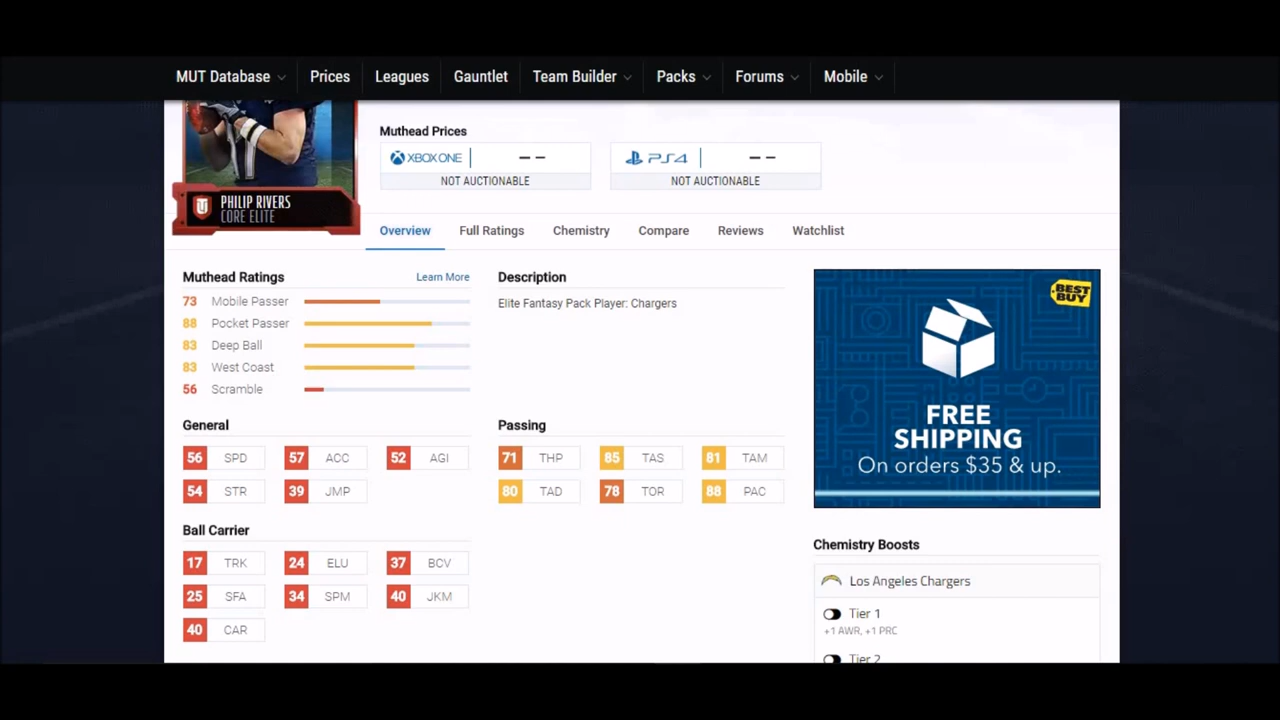 MUT Database Prices Leagues Gauntlet Team Builder Packs Forums Mobile
Muthead Prices
XBOX ONE – –
NOT AUCTIONABLE
PS4 – –
NOT AUCTIONABLE
PHILIP RIVERS
CORE ELITE
Overview Full Ratings Chemistry Compare Reviews Watchlist
Muthead Ratings Learn More
73 Mobile Passer
88 Pocket Passer
83 Deep Ball
83 West Coast
56 Scramble
Description
Elite Fantasy Pack Player: Chargers
General
56 SPD 57 ACC 52 AGI
54 STR 39 JMP
Passing
71 THP 85 TAS 81 TAM
80 TAD 78 TOR 88 PAC
Ball Carrier
17 TRK 24 ELU 37 BCV
25 SFA 34 SPM 40 JKM
40 CAR
BEST
BUY
FREE
SHIPPING
On orders $35 & up.
Chemistry Boosts
Los Angeles Chargers
Tier 1
+1 AWR, +1 PRC
Tier 2